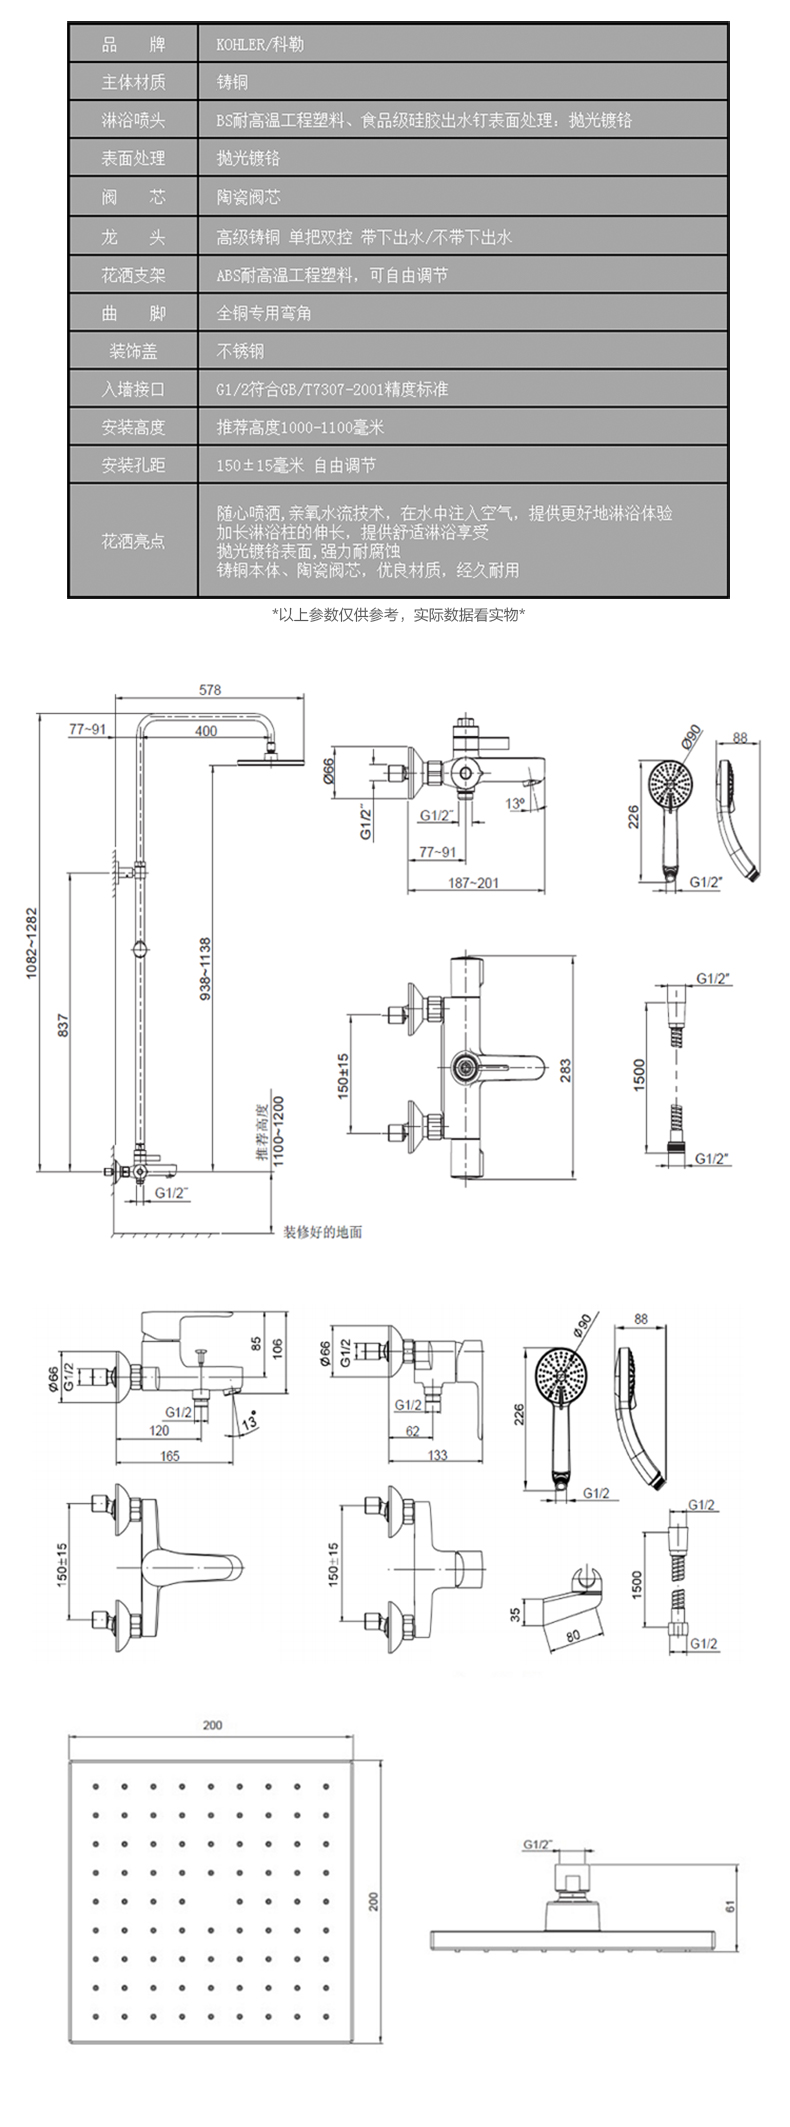 品 牌 KOHLER/科勒
主体材质 铸铜
淋浴喷头 BS耐高温工程塑料、食品级硅胶出水钉表面处理：抛光镀铬
表面处理 抛光镀铬
阀 芯 陶瓷阀芯
龙 头 高级铸铜 单把双控 带下出水/不带下出水
花洒支架 ABS耐高温工程塑料，可自由调节
曲 脚 全铜专用弯角
装饰盖 不锈钢
入墙接口 G1/2符合GB/T7307-2001精度标准
安装高度 推荐高度1000-1100毫米
安装孔距 150±15毫米 自由调节
花洒亮点
随心喷洒,亲氧水流技术，在水中注入空气，提供更好地淋浴体验
加长淋浴柱的伸长，提供舒适淋浴享受
抛光镀铬表面,强力耐腐蚀
铸铜本体、陶瓷阀芯，优良材质，经久耐用
*以上参数仅供参考，实际数据看实物*
578
77~91
400
1082~1282
837
938~1138
推荐高度
1100~1200
G1/2"
装修好的地面
Ø66
G1/2"
G1/2"
13°
77~91
187~201
Ø90
88
226
G1/2"
150±15
283
G1/2"
1500
G1/2"
Ø66
G1/2
85
106
G1/2
13°
120
165
Ø66
G1/2
G1/2
62
133
Ø90
88
226
G1/2
150±15
150±15
35
80
G1/2
1500
G1/2
200
200
G1/2"
61